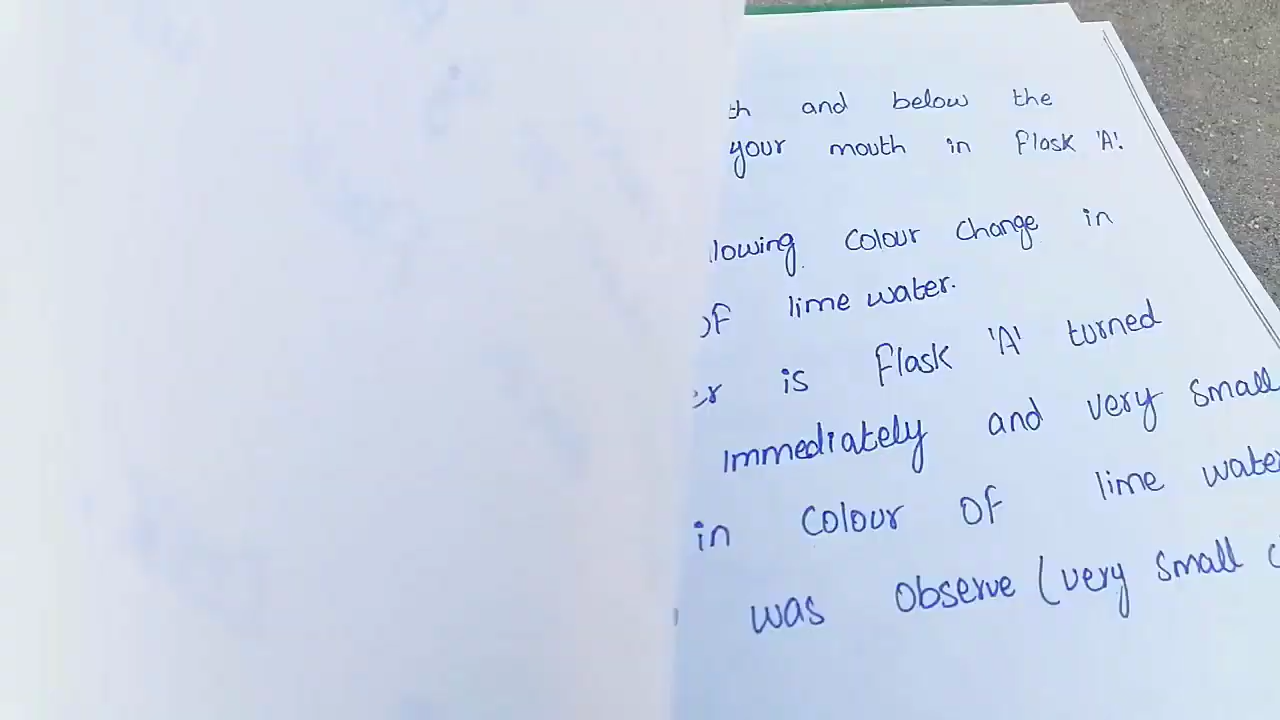 and below the
your mouth in flask 'A'.
colour change in
lime water.
is flask 'A' turned
immediately and very small
in colour of lime
was observe (very small